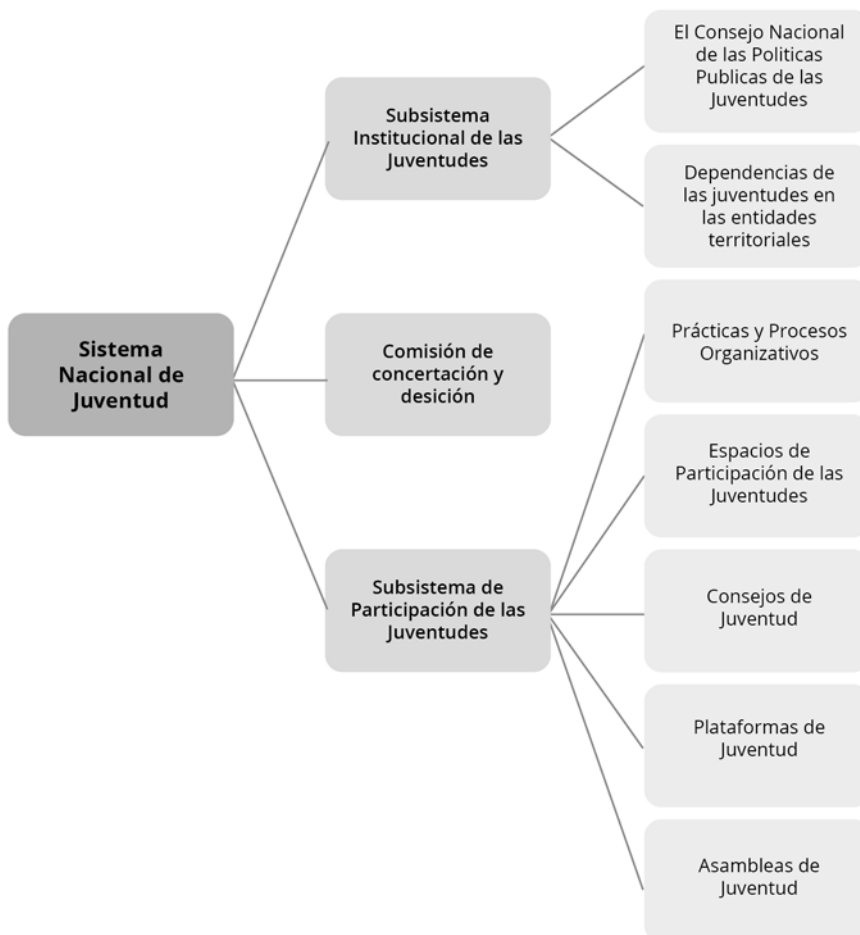 El Consejo Nacional
de las Politicas
Publicas de las
Juventudes
Subsistema
Institucional de las
Juventudes
Dependencias de
las juventudes en
las entidades
territoriales
Sistema
Nacional de
Juventud
Comisión de
concertación y
desición
Prácticas y Procesos
Organizativos
Espacios de
Participación de las
Juventudes
Subsistema de
Participación de las
Juventudes
Consejos de
Juventud
Plataformas de
Juventud
Asambleas de
Juventud